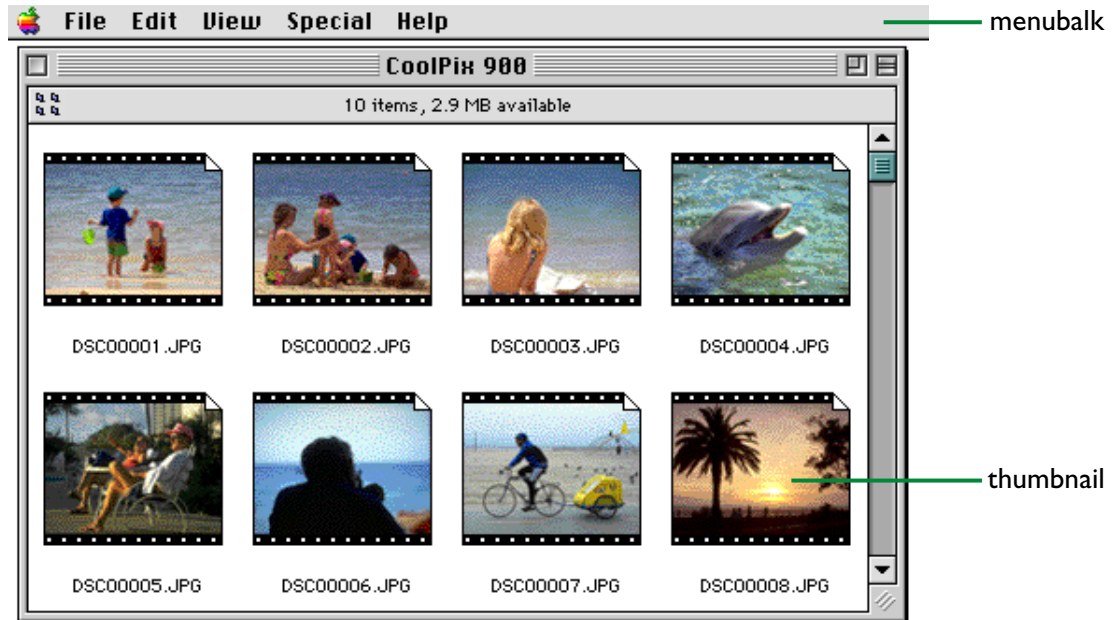 File Edit View Special Help
menubalk
CoolPix 900
10 items, 2.9 MB available
DSC00001.JPG DSC00002.JPG DSC00003.JPG DSC00004.JPG
thumbnail
DSC00005.JPG DSC00006.JPG DSC00007.JPG DSC00008.JPG